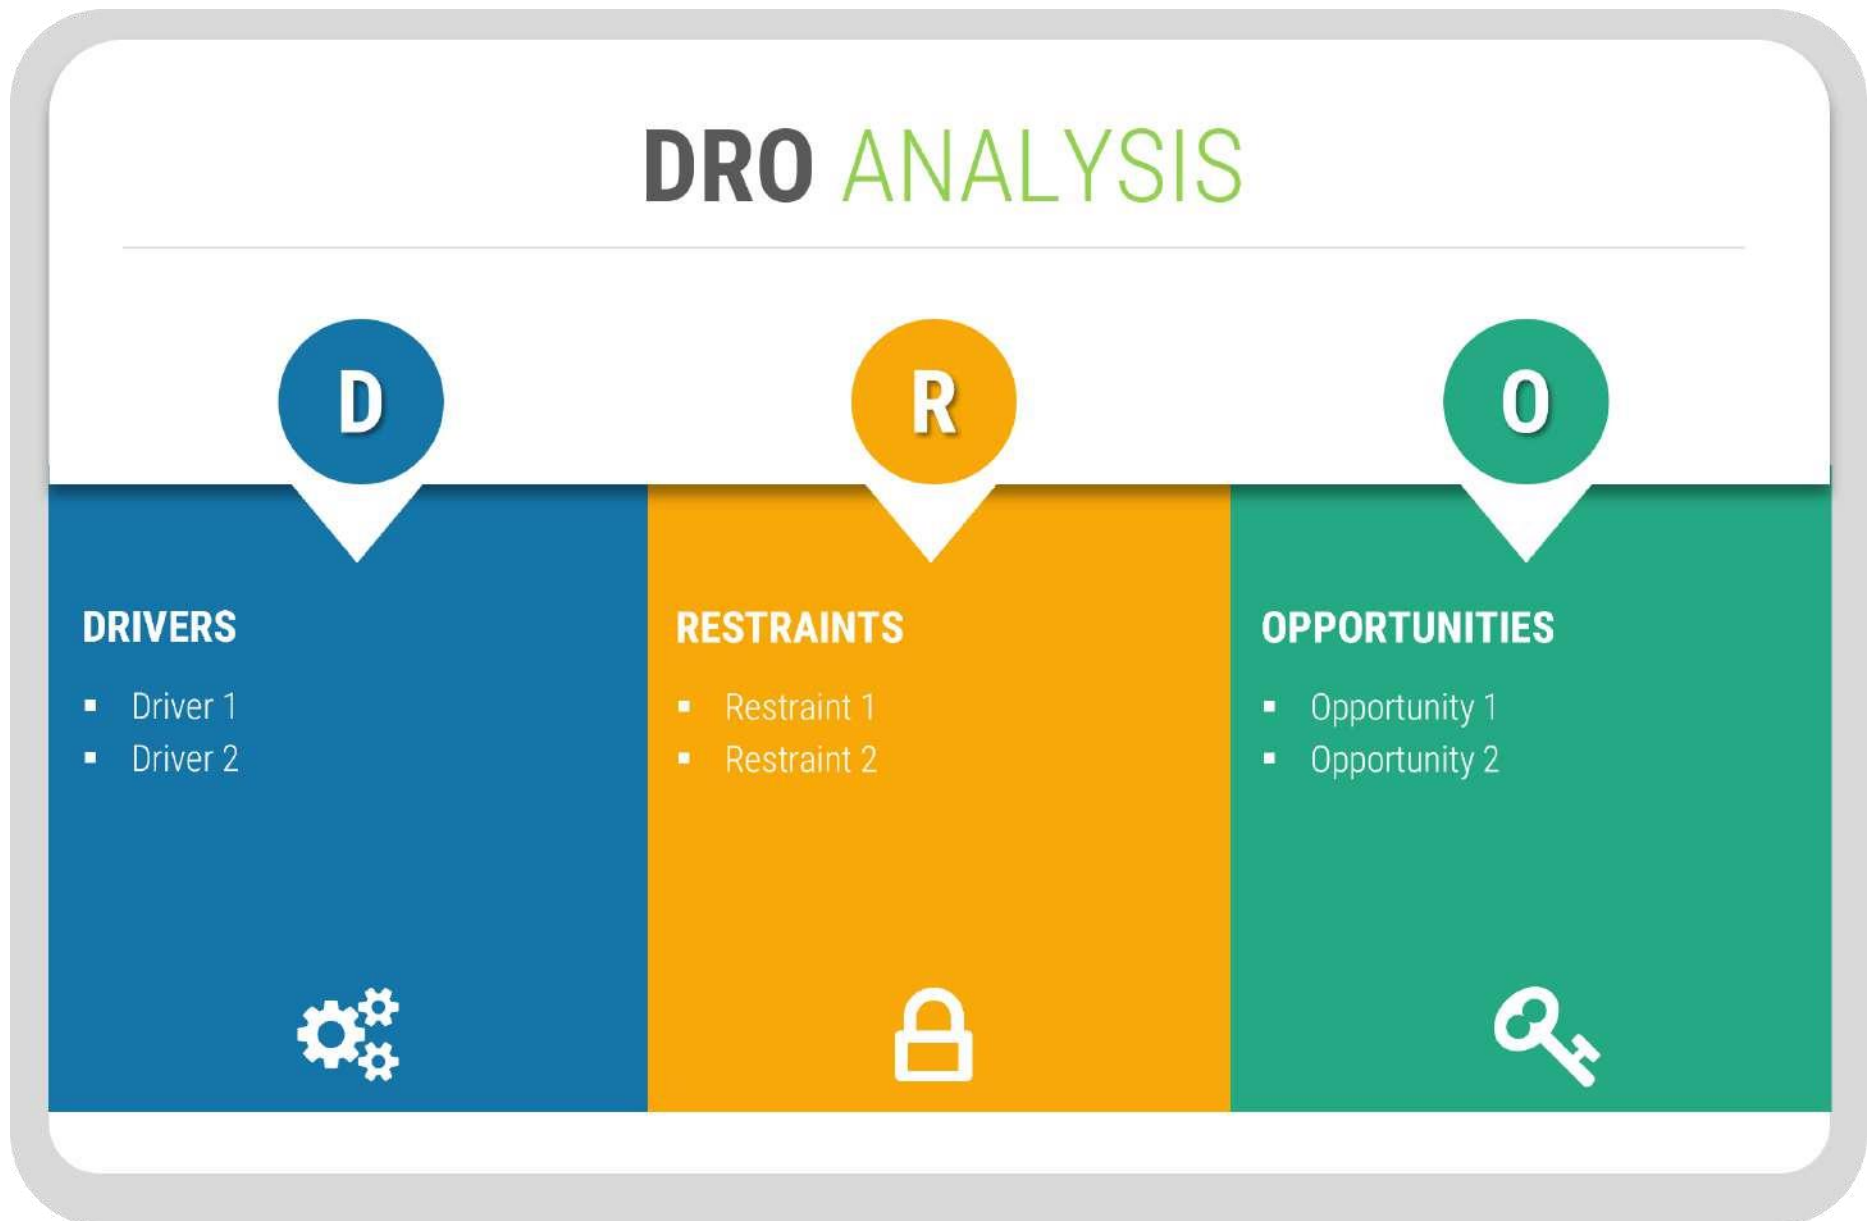 DRO ANALYSIS
D
R
O
DRIVERS
▪ Driver 1
▪ Driver 2
RESTRAINTS
▪ Restraint 1
▪ Restraint 2
OPPORTUNITIES
▪ Opportunity 1
▪ Opportunity 2